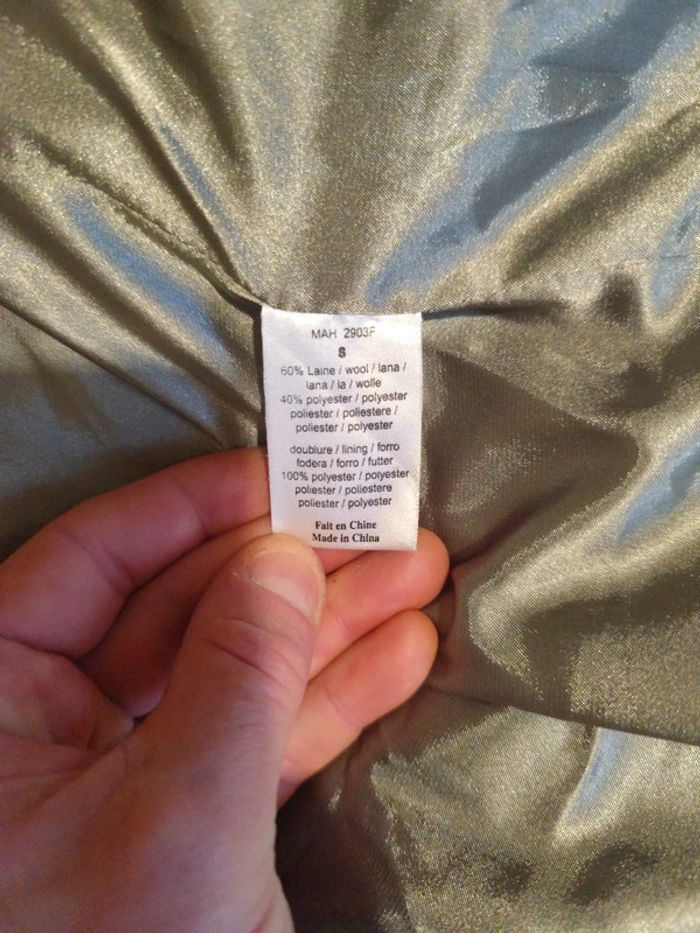 MAH 2903F
S
60% Laine / wool / lana /
lana / la / wolle
40% polyester / polyester
poliester / poliestere /
poliester / polyester
doublure / lining / forro
fodera / forro / futter
100% polyester / polyester
poliester / poliestere
poliester / polyester
Fait en Chine
Made in China